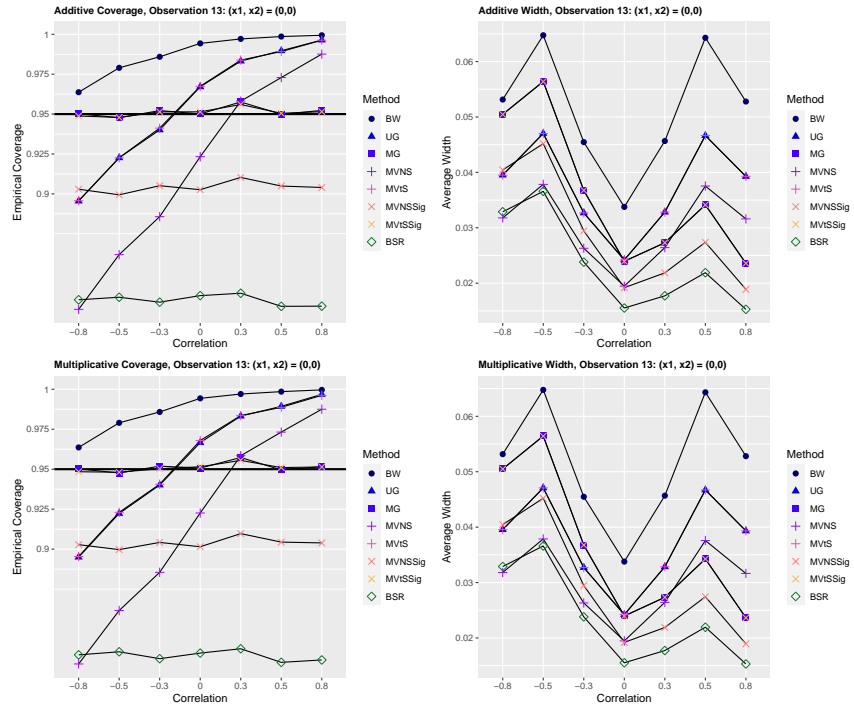 Additive Coverage, Observation 13: (x1, x2) = (0,0)
1
0.975
0.95
0.925
0.9
Empirical Coverage
−0.8 −0.5 −0.3 0 0.3 0.5 0.8
Correlation
Method
BW
UG
MG
MVNS
MVtS
MVNSSig
MVtSSig
BSR
Additive Width, Observation 13: (x1, x2) = (0,0)
0.06
0.05
0.04
0.03
0.02
Average Width
−0.8 −0.5 −0.3 0 0.3 0.5 0.8
Correlation
Method
BW
UG
MG
MVNS
MVtS
MVNSSig
MVtSSig
BSR
Multiplicative Coverage, Observation 13: (x1, x2) = (0,0)
1
0.975
0.95
0.925
0.9
Empirical Coverage
−0.8 −0.5 −0.3 0 0.3 0.5 0.8
Correlation
Method
BW
UG
MG
MVNS
MVtS
MVNSSig
MVtSSig
BSR
Multiplicative Width, Observation 13: (x1, x2) = (0,0)
0.06
0.05
0.04
0.03
0.02
Average Width
−0.8 −0.5 −0.3 0 0.3 0.5 0.8
Correlation
Method
BW
UG
MG
MVNS
MVtS
MVNSSig
MVtSSig
BSR